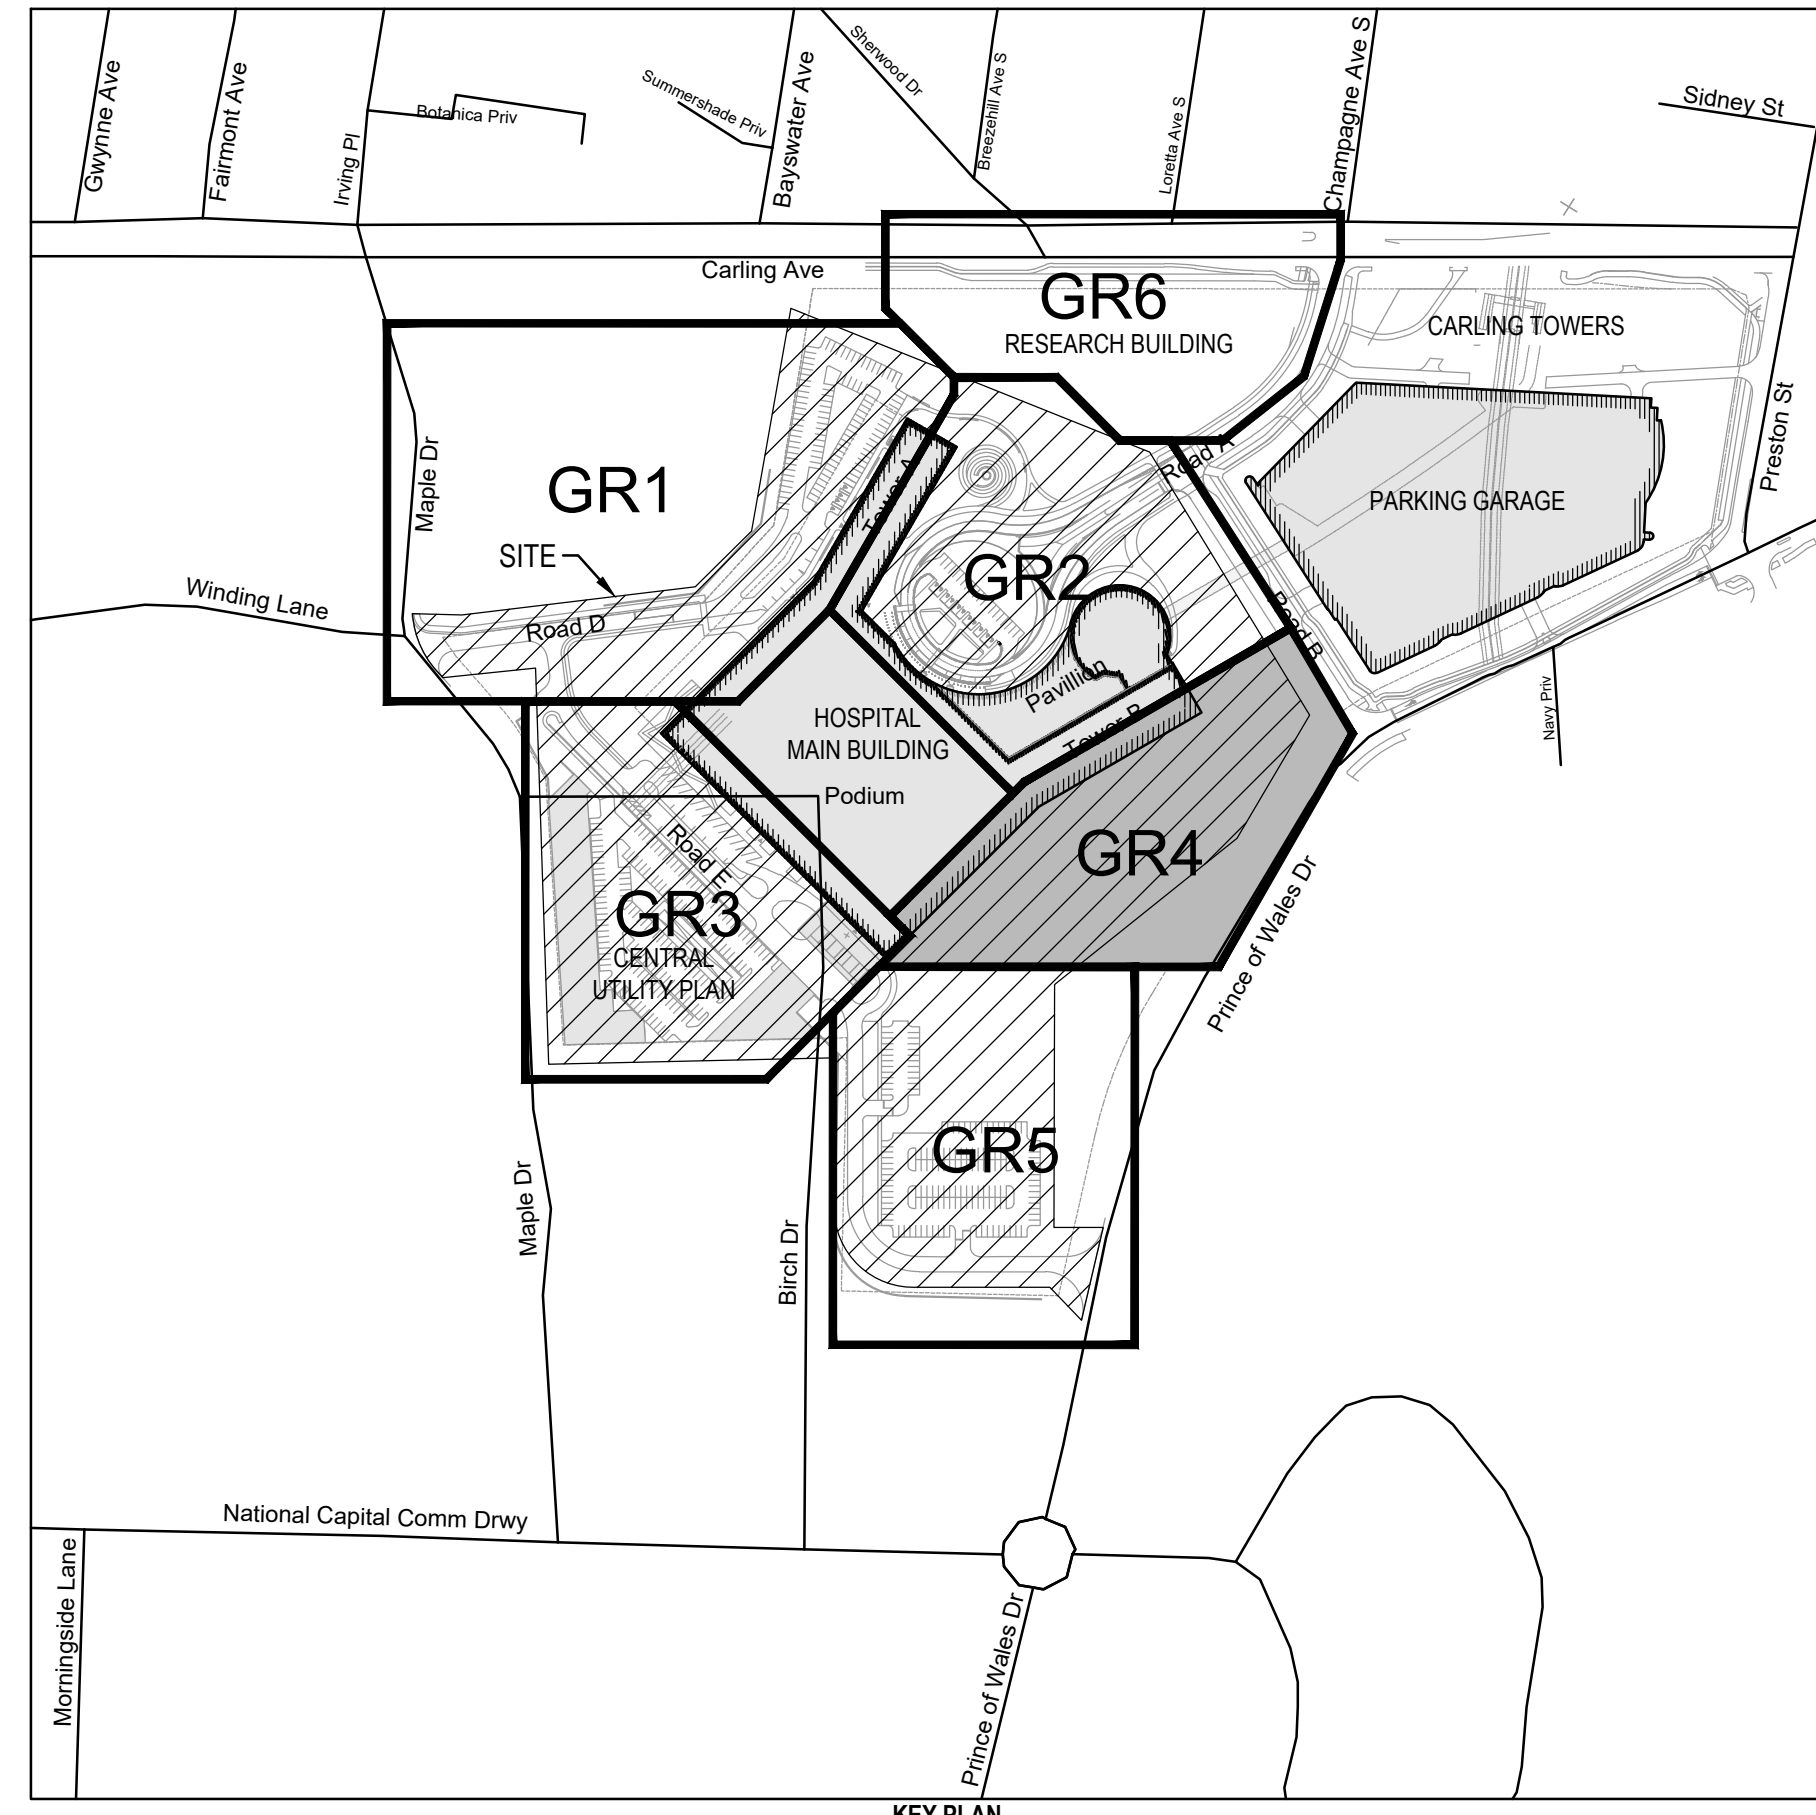 Gwynne Ave
Fairmont Ave
Irving Pl
Botanica Priv
Summershade Priv
Bayswater Ave
Sherwood Dr
Breezehill Ave S
Loretta Ave S
Champagne Ave S
Sidney St
Carling Ave
GR6
RESEARCH BUILDING
CARLING TOWERS
Preston St
Maple Dr
GR1
SITE
Tower A
Road A
PARKING GARAGE
GR2
Winding Lane
Road D
Road B
Pavillion
Tower B
Navy Priv
HOSPITAL
MAIN BUILDING
Podium
Road E
GR3
CENTRAL
UTILITY PLAN
GR4
Prince of Wales Dr
GR5
Maple Dr
Birch Dr
National Capital Comm Drwy
Morningside Lane
Prince of Wales Dr
KEY PLAN